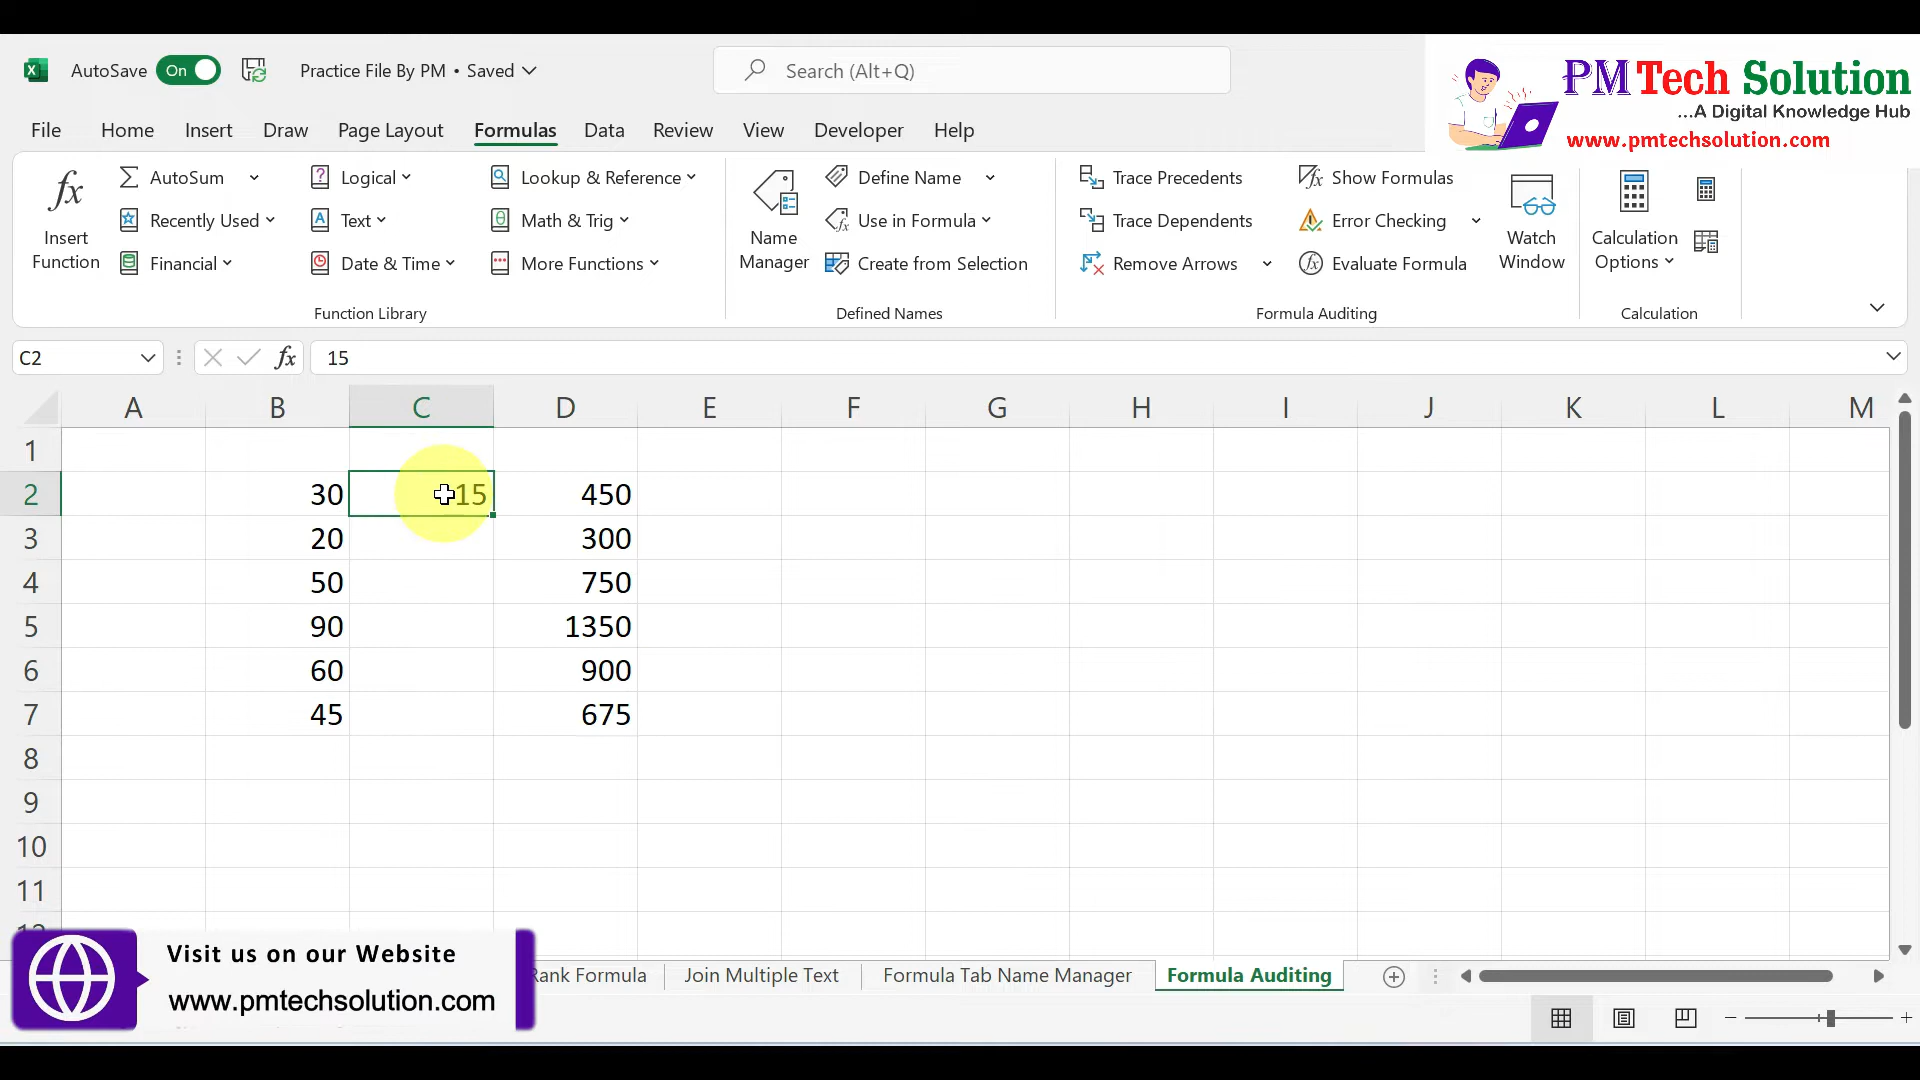 AutoSave On Practice File By PM • Saved Search (Alt+Q)
PM Tech Solution
...A Digital Knowledge Hub
www.pmtechsolution.com
File Home Insert Draw Page Layout Formulas Data Review View Developer Help
fx Insert Function
AutoSum
Recently Used
Financial
Logical
Text
Date & Time
Lookup & Reference
Math & Trig
More Functions
Function Library
Name Manager
Define Name
Use in Formula
Create from Selection
Defined Names
Trace Precedents
Trace Dependents
Remove Arrows
Show Formulas
Error Checking
Evaluate Formula
Watch Window
Formula Auditing
Calculation Options
Calculation
C2 fx 15
A B C D E F G H I J K L M
1
2 30 15 450
3 20 300
4 50 750
5 90 1350
6 60 900
7 45 675
8
9
10
11
Visit us on our Website
www.pmtechsolution.com
Rank Formula Join Multiple Text Formula Tab Name Manager Formula Auditing